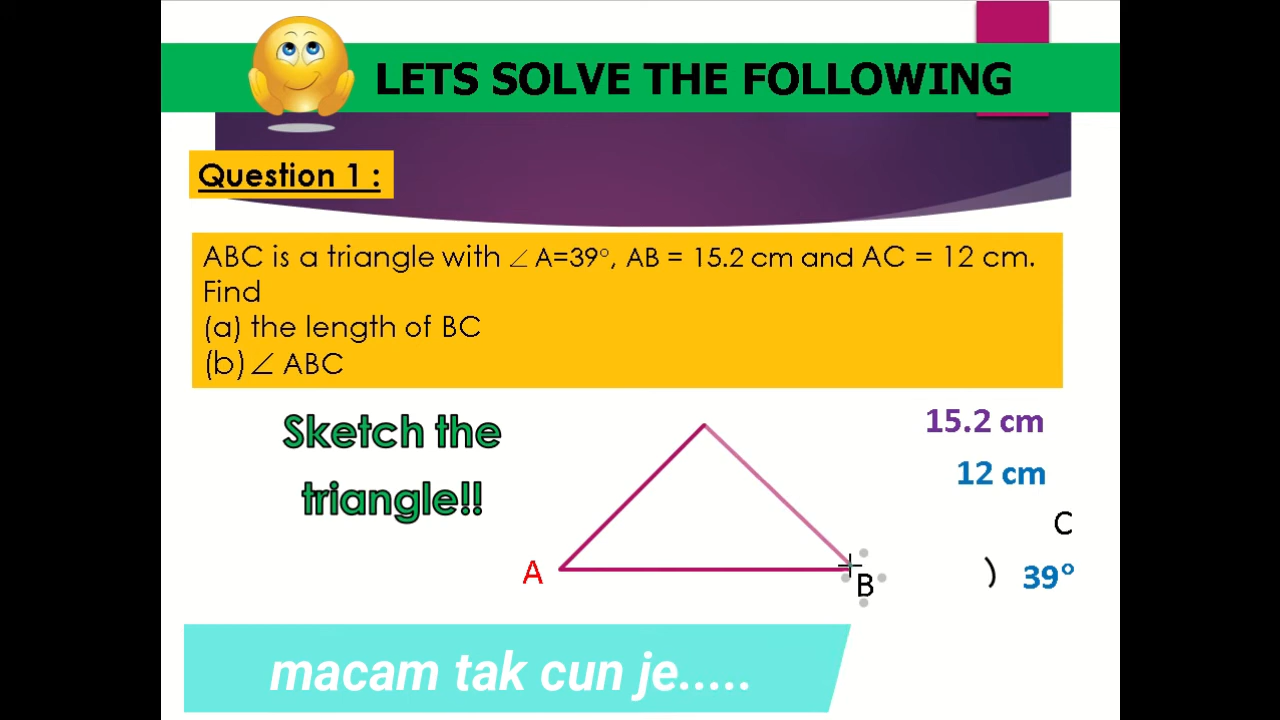 LETS SOLVE THE FOLLOWING
Question 1 :
ABC is a triangle with ∠ A=39°, AB = 15.2 cm and AC = 12 cm.
Find
(a) the length of BC
(b) ∠ ABC
Sketch the
triangle!!
15.2 cm
12 cm
C
A
B
) 39°
macam tak cun je.....